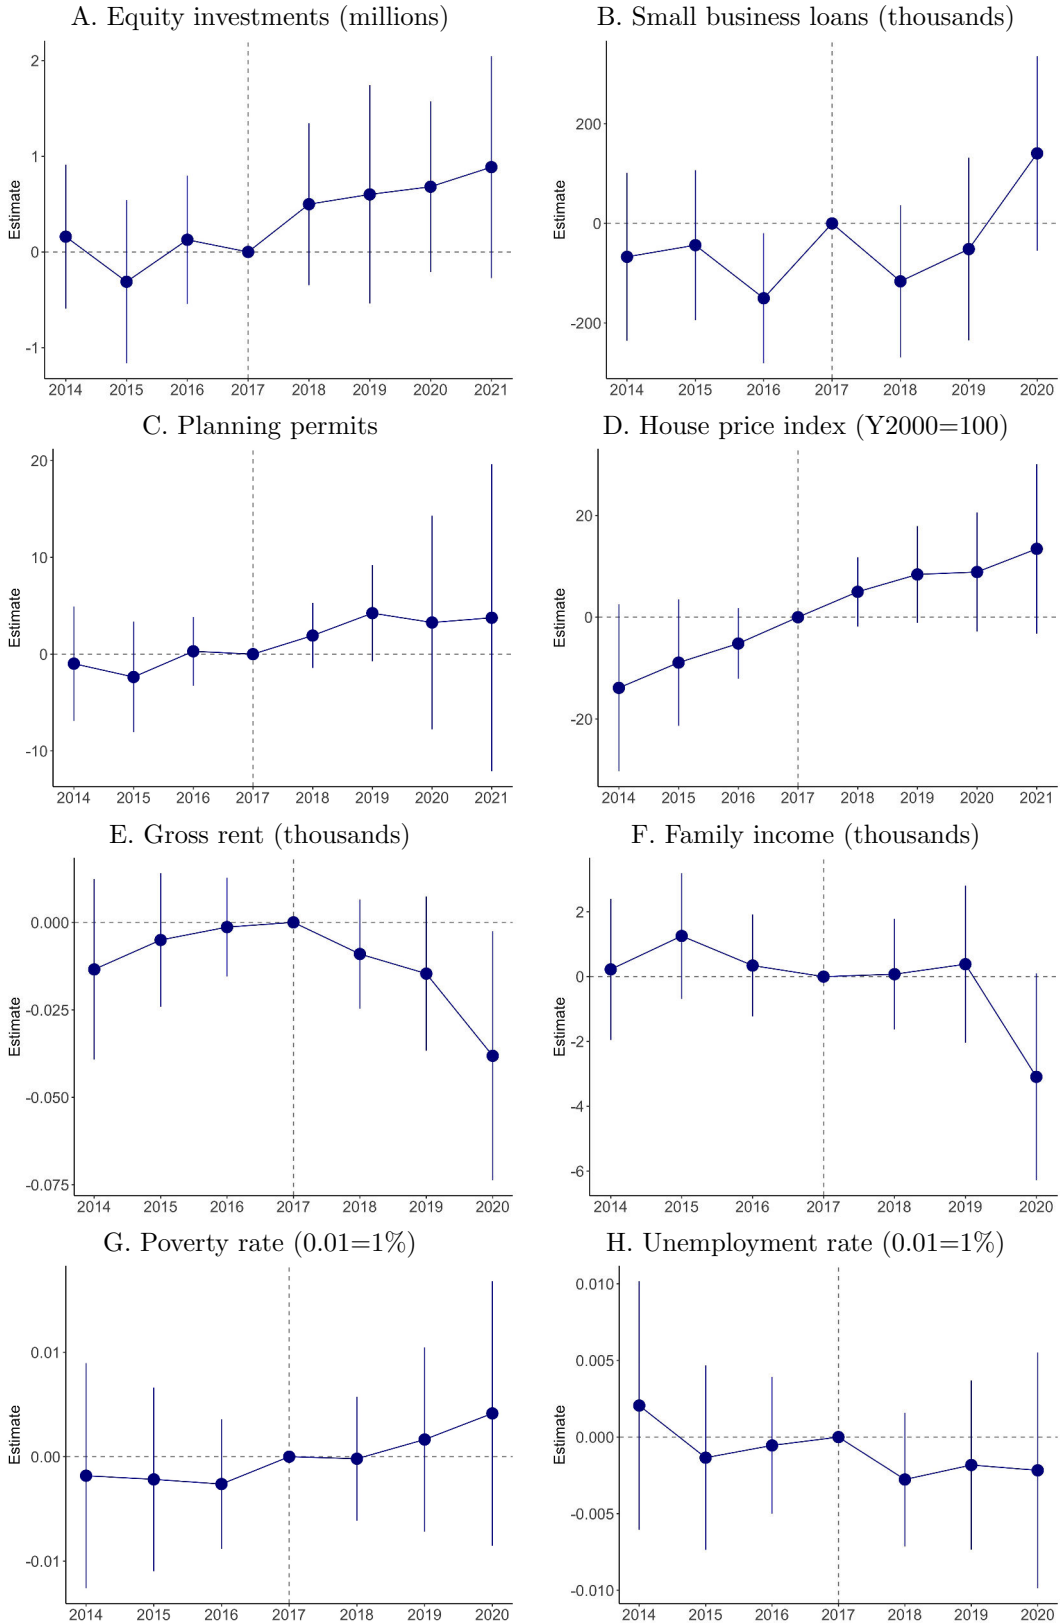 A. Equity investments (millions)
Estimate
2
1
0
-1
2014 2015 2016 2017 2018 2019 2020 2021
B. Small business loans (thousands)
Estimate
200
0
-200
2014 2015 2016 2017 2018 2019 2020
C. Planning permits
Estimate
20
10
0
-10
2014 2015 2016 2017 2018 2019 2020 2021
D. House price index (Y2000=100)
Estimate
20
0
-20
2014 2015 2016 2017 2018 2019 2020 2021
E. Gross rent (thousands)
Estimate
0.000
-0.025
-0.050
-0.075
2014 2015 2016 2017 2018 2019 2020
F. Family income (thousands)
Estimate
2
0
-2
-4
-6
2014 2015 2016 2017 2018 2019 2020
G. Poverty rate (0.01=1%)
Estimate
0.01
0.00
-0.01
2014 2015 2016 2017 2018 2019 2020
H. Unemployment rate (0.01=1%)
Estimate
0.010
0.005
0.000
-0.005
-0.010
2014 2015 2016 2017 2018 2019 2020